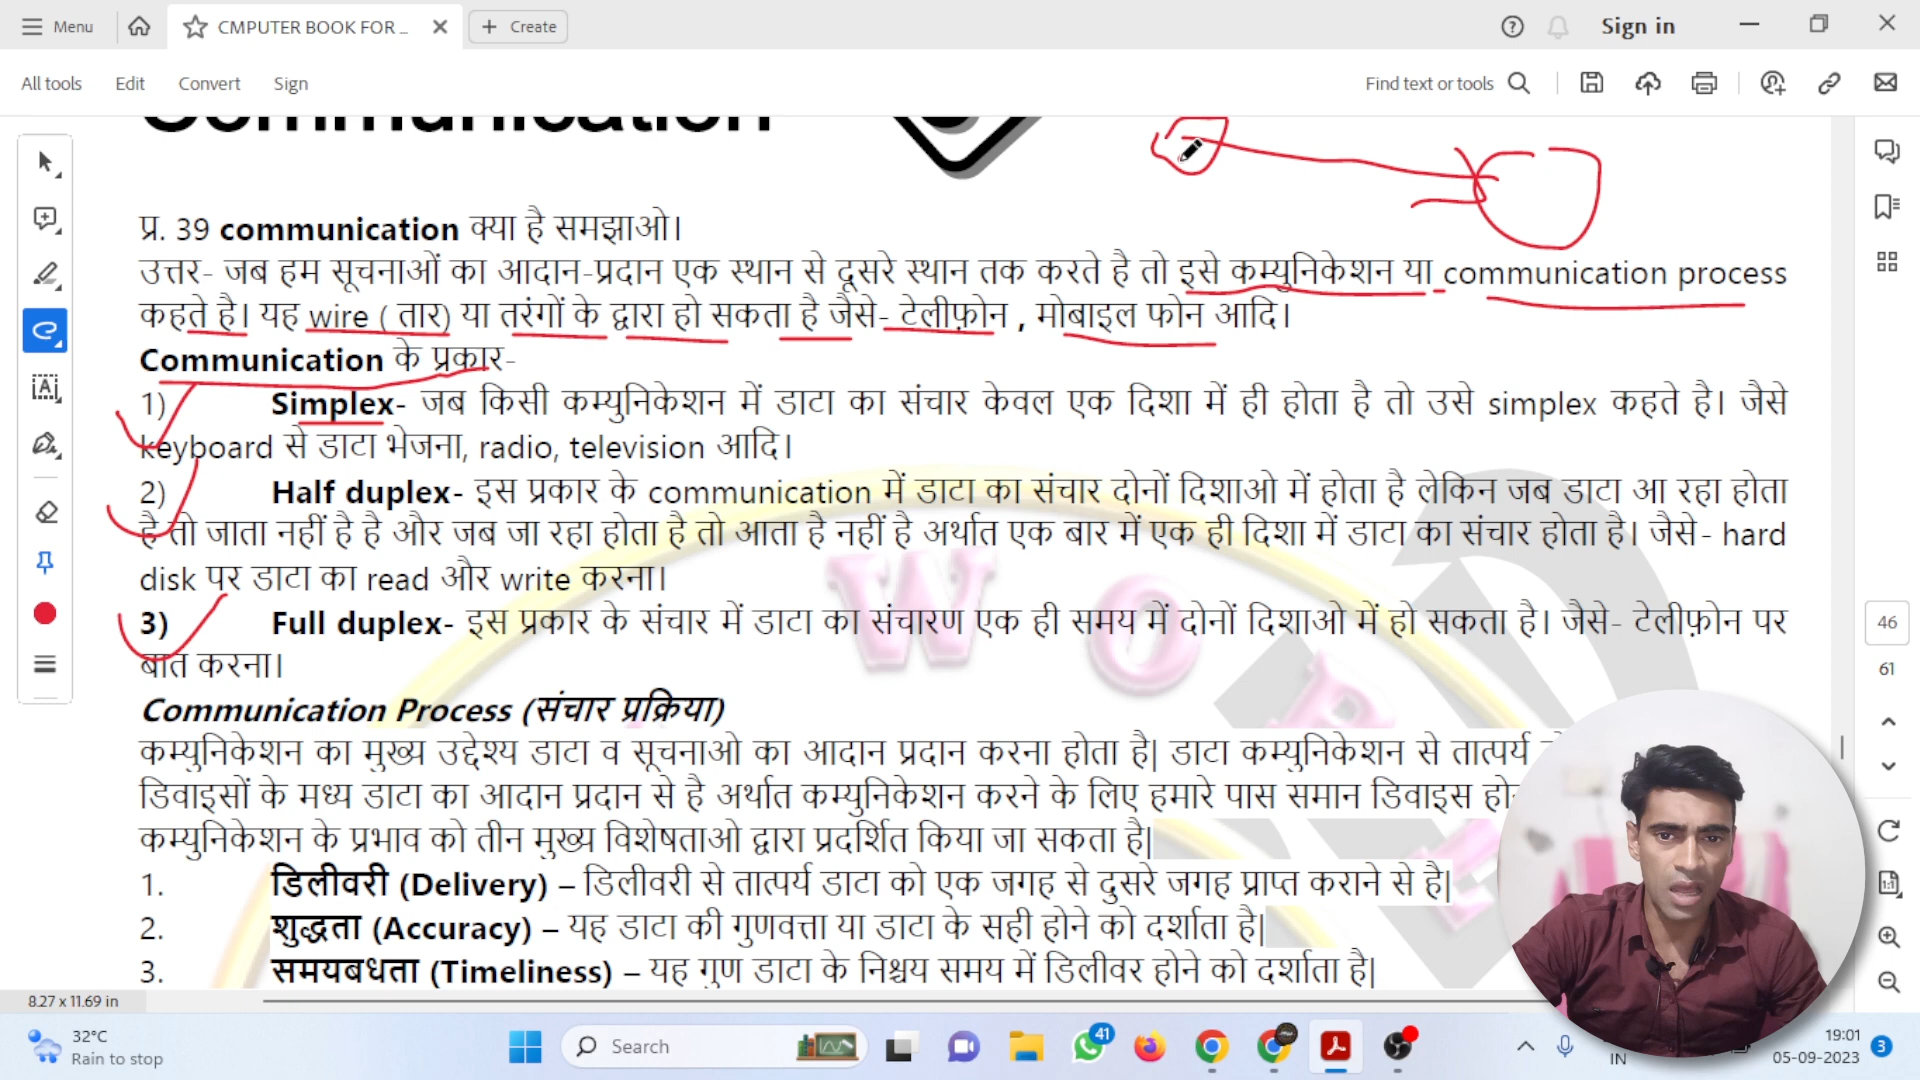 Menu
CMPUTER BOOK FOR ...
Create
Sign in
All tools Edit Convert Sign
Find text or tools
Communication
प्र. 39 communication क्या है समझाओ।
उत्तर- जब हम सूचनाओं का आदान-प्रदान एक स्थान से दूसरे स्थान तक करते है तो इसे कम्युनिकेशन या communication process
कहते है। यह wire ( तार) या तरंगों के द्वारा हो सकता है जैसे- टेलीफ़ोन , मोबाइल फोन आदि।
Communication के प्रकार-
1) Simplex- जब किसी कम्युनिकेशन में डाटा का संचार केवल एक दिशा में ही होता है तो उसे simplex कहते है। जैसे
keyboard से डाटा भेजना, radio, television आदि।
2) Half duplex- इस प्रकार के communication में डाटा का संचार दोनों दिशाओ में होता है लेकिन जब डाटा आ रहा होता
है तो जाता नहीं है है और जब जा रहा होता है तो आता है नहीं है अर्थात एक बार में एक ही दिशा में डाटा का संचार होता है। जैसे- hard
disk पर डाटा का read और write करना।
3) Full duplex- इस प्रकार के संचार में डाटा का संचारण एक ही समय में दोनों दिशाओ में हो सकता है। जैसे- टेलीफ़ोन पर
बात करना।
Communication Process (संचार प्रक्रिया)
कम्युनिकेशन का मुख्य उद्देश्य डाटा व सूचनाओ का आदान प्रदान करना होता है| डाटा कम्युनिकेशन से तात्पर्य
डिवाइसों के मध्य डाटा का आदान प्रदान से है अर्थात कम्युनिकेशन करने के लिए हमारे पास समान डिवाइस
कम्युनिकेशन के प्रभाव को तीन मुख्य विशेषताओ द्वारा प्रदर्शित किया जा सकता है|
1. डिलीवरी (Delivery) – डिलीवरी से तात्पर्य डाटा को एक जगह से दुसरे जगह प्राप्त कराने से है|
2. शुद्धता (Accuracy) – यह डाटा की गुणवत्ता या डाटा के सही होने को दर्शाता है|
3. समयबधता (Timeliness) – यह गुण डाटा के निश्चय समय में डिलीवर होने को दर्शाता है|
46
61
8.27 x 11.69 in
32°C
Rain to stop
Search
41
IN
19:01
05-09-2023
3